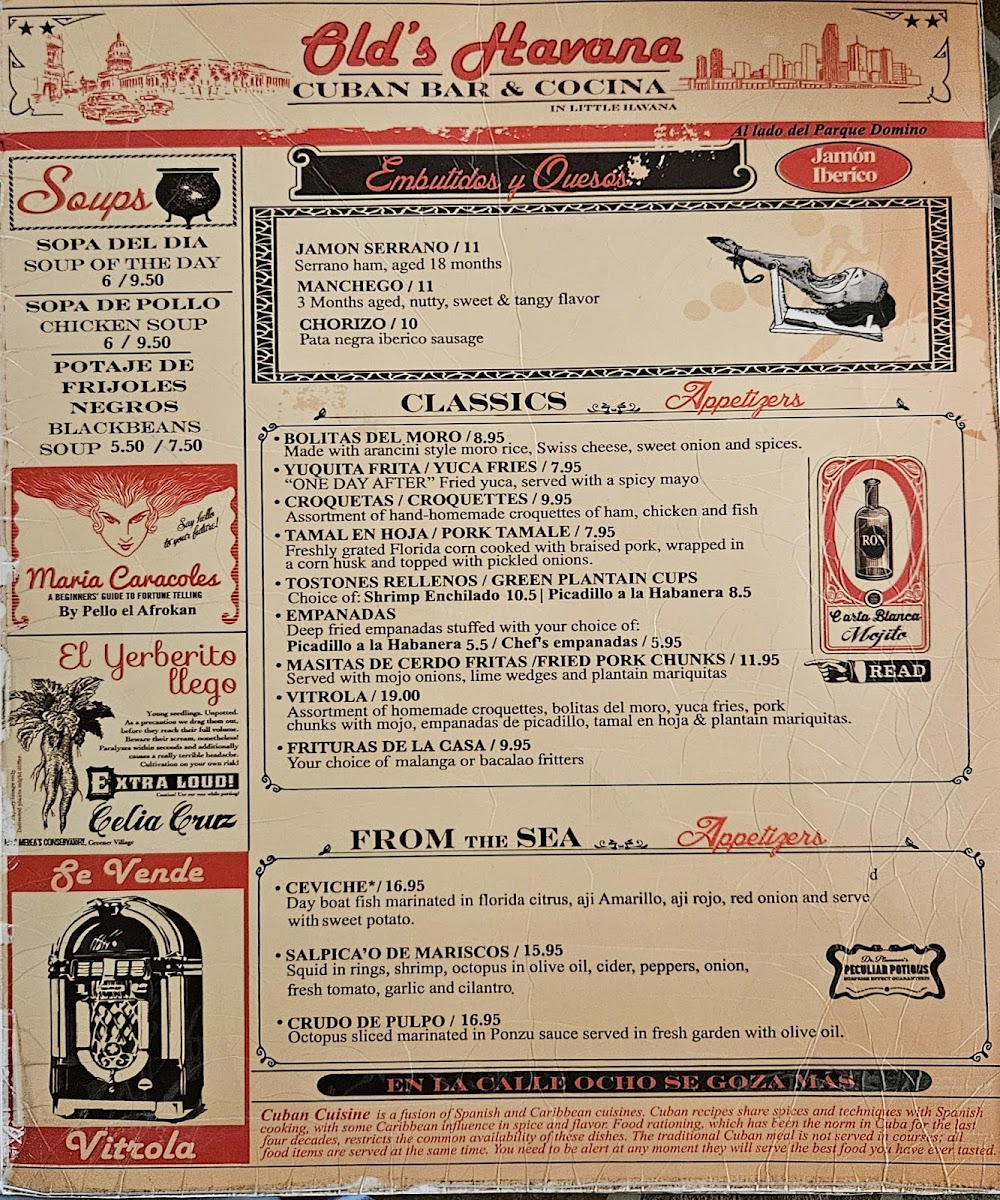 Old's Havana
CUBAN BAR & COCINA
IN LITTLE HAVANA
Al lado del Parque Domino
Soups
SOPA DEL DIA
SOUP OF THE DAY
6 / 9.50
SOPA DE POLLO
CHICKEN SOUP
6 / 9.50
POTAJE DE
FRIJOLES
NEGROS
BLACKBEANS
SOUP 5.50 / 7.50
Say hello
to your future!
Maria Caracoles
A BEGINNERS' GUIDE TO FORTUNE TELLING
By Pello el Afrokan
El Yerberito
llego
Young seedlings. Unpotted.
As a precaution we drag them out,
before they reach their full volume.
Beware their scream, nonetheless!
Paralyzes within seconds and additionally
causes a really terrible headache.
Cultivation on your own risk!
EXTRA LOUD!
Celia Cruz
Greener Village
Se Vende
Vitrola
Embutidos y Quesos
Jamón
Iberico
JAMON SERRANO / 11
Serrano ham, aged 18 months
MANCHEGO / 11
3 Months aged, nutty, sweet & tangy flavor
CHORIZO / 10
Pata negra iberico sausage
CLASSICS Appetizers
• BOLITAS DEL MORO / 8.95
Made with arancini style moro rice, Swiss cheese, sweet onion and spices.
• YUQUITA FRITA / YUCA FRIES / 7.95
“ONE DAY AFTER” Fried yuca, served with a spicy mayo
• CROQUETAS / CROQUETTES / 9.95
Assortment of hand-homemade croquettes of ham, chicken and fish
• TAMAL EN HOJA / PORK TAMALE / 7.95
Freshly grated Florida corn cooked with braised pork, wrapped in
a corn husk and topped with pickled onions.
• TOSTONES RELLENOS / GREEN PLANTAIN CUPS
Choice of: Shrimp Enchilado 10.5 | Picadillo a la Habanera 8.5
• EMPANADAS
Deep fried empanadas stuffed with your choice of:
Picadillo a la Habanera 5.5 / Chef's empanadas / 5.95
• MASITAS DE CERDO FRITAS /FRIED PORK CHUNKS / 11.95
Served with mojo onions, lime wedges and plantain mariquitas
• VITROLA / 19.00
Assortment of homemade croquettes, bolitas del moro, yuca fries, pork
chunks with mojo, empanadas de picadillo, tamal en hoja & plantain mariquitas.
• FRITURAS DE LA CASA / 9.95
Your choice of malanga or bacalao fritters
RON
Carta Blanca
Mojito
READ
FROM THE SEA Appetizers
• CEVICHE*/ 16.95
Day boat fish marinated in florida citrus, aji Amarillo, aji rojo, red onion and serve d
with sweet potato.
• SALPICA'O DE MARISCOS / 15.95
Squid in rings, shrimp, octopus in olive oil, cider, peppers, onion,
fresh tomato, garlic and cilantro.
• CRUDO DE PULPO / 16.95
Octopus sliced marinated in Ponzu sauce served in fresh garden with olive oil.
PECULIAR POTIONS
EN LA CALLE OCHO SE GOZA MAS
Cuban Cuisine is a fusion of Spanish and Caribbean cuisines. Cuban recipes share spices and techniques with Spanish
cooking, with some Caribbean influence in spice and flavor. Food rationing, which has been the norm in Cuba for the last
four decades, restricts the common availability of these dishes. The traditional Cuban meal is not served in courses; all
food items are served at the same time. You need to be alert at any moment they will serve the best food you have ever tasted.